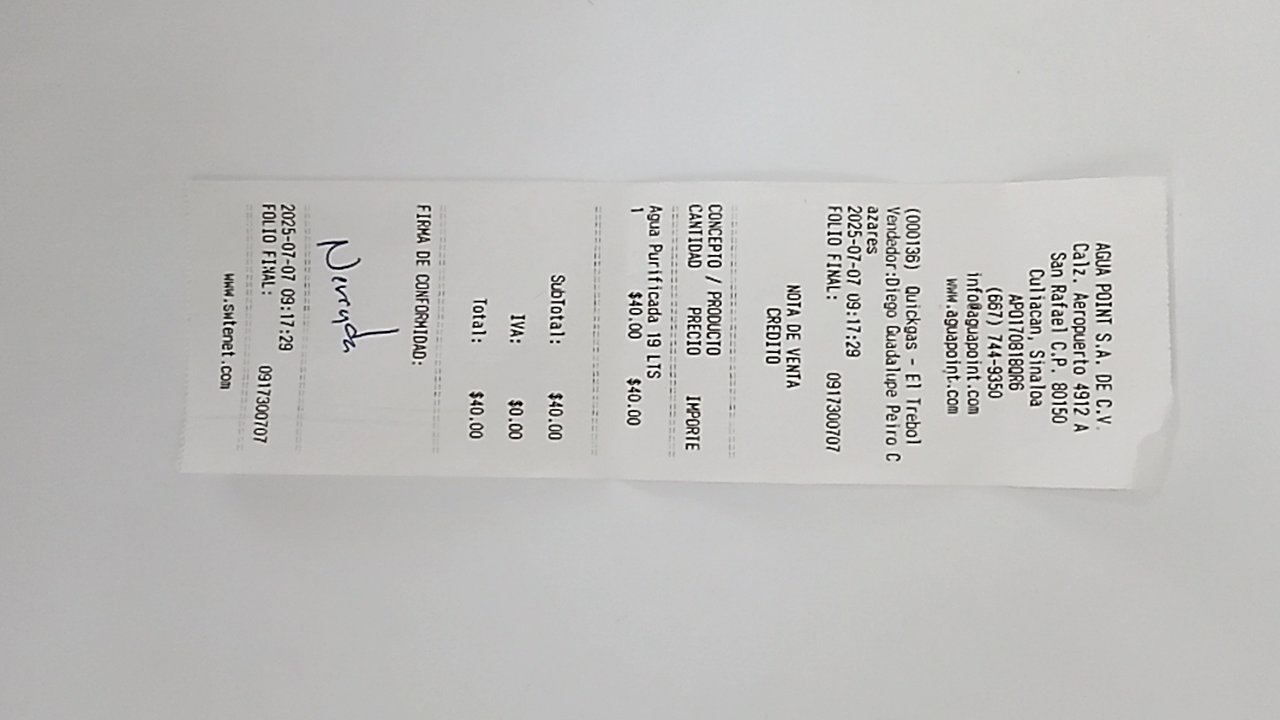 AGUA POINT S.A. DE C.V.
Calz. Aeropuerto 4912 A
San Rafael C.P. 80150
Culiacan, Sinaloa
APO170818QR6
(667) 744-9350
info@aguapoint.com
www.aguapoint.com
(000136) Quickgas - El Trebol
Vendedor:Diego Guadalupe Peiro C
azares
2025-07-07 09:17:29
FOLIO FINAL: 0917300707
NOTA DE VENTA
CREDITO
CONCEPTO / PRODUCTO
CANTIDAD PRECIO IMPORTE
Agua Purificada 19 LTS
1 $40.00 $40.00
SubTotal: $40.00
IVA: $0.00
Total: $40.00
FIRMA DE CONFORMIDAD:
2025-07-07 09:17:29
FOLIO FINAL: 0917300707
www.swtenet.com